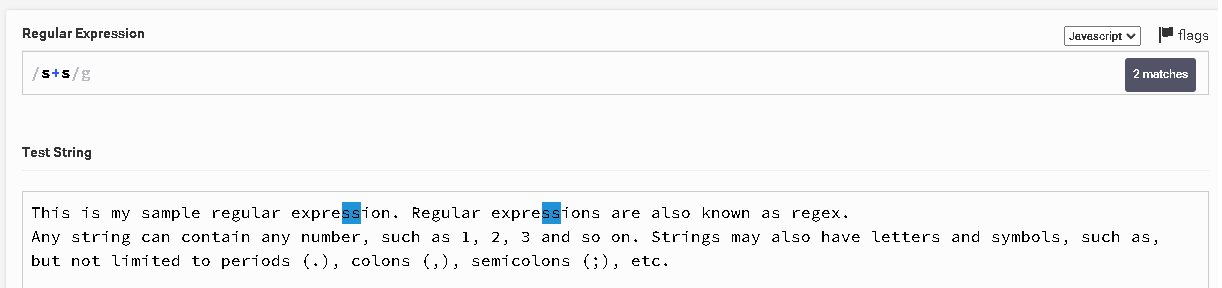 Regular Expression
Javascript
flags
/s+s/g
2 matches
Test String
This is my sample regular expression. Regular expressions are also known as regex.
Any string can contain any number, such as 1, 2, 3 and so on. Strings may also have letters and symbols, such as,
but not limited to periods (.), colons (,), semicolons (;), etc.